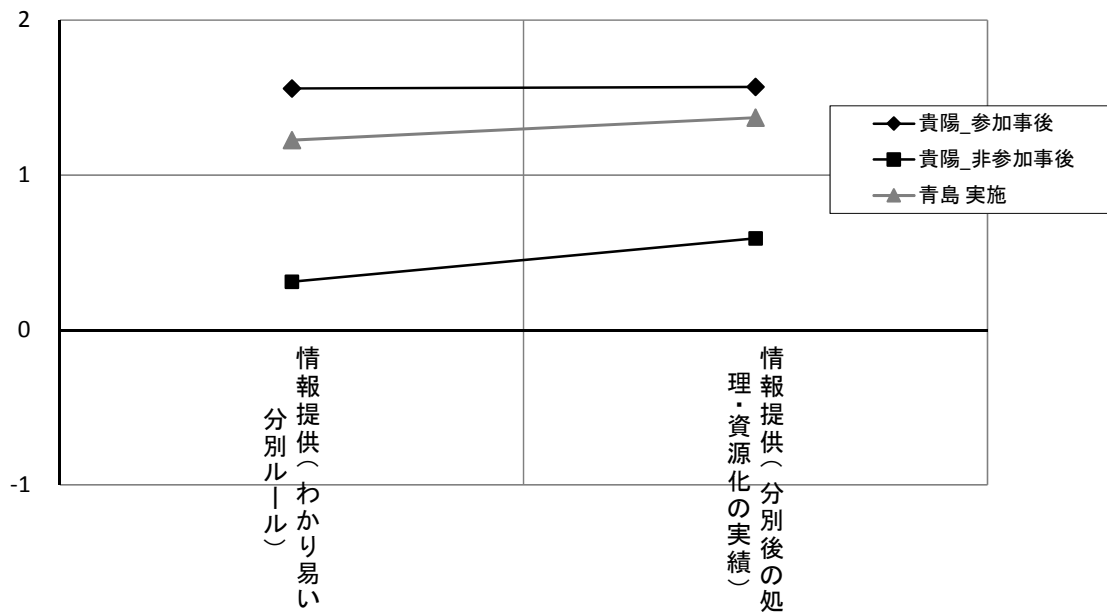 2
1
0
-1
貴陽_参加事後
貴陽_非参加事後
青島 実施
情報提供（わかり易い
分別ルール）
情報提供（分別後の処
理・資源化の実績）